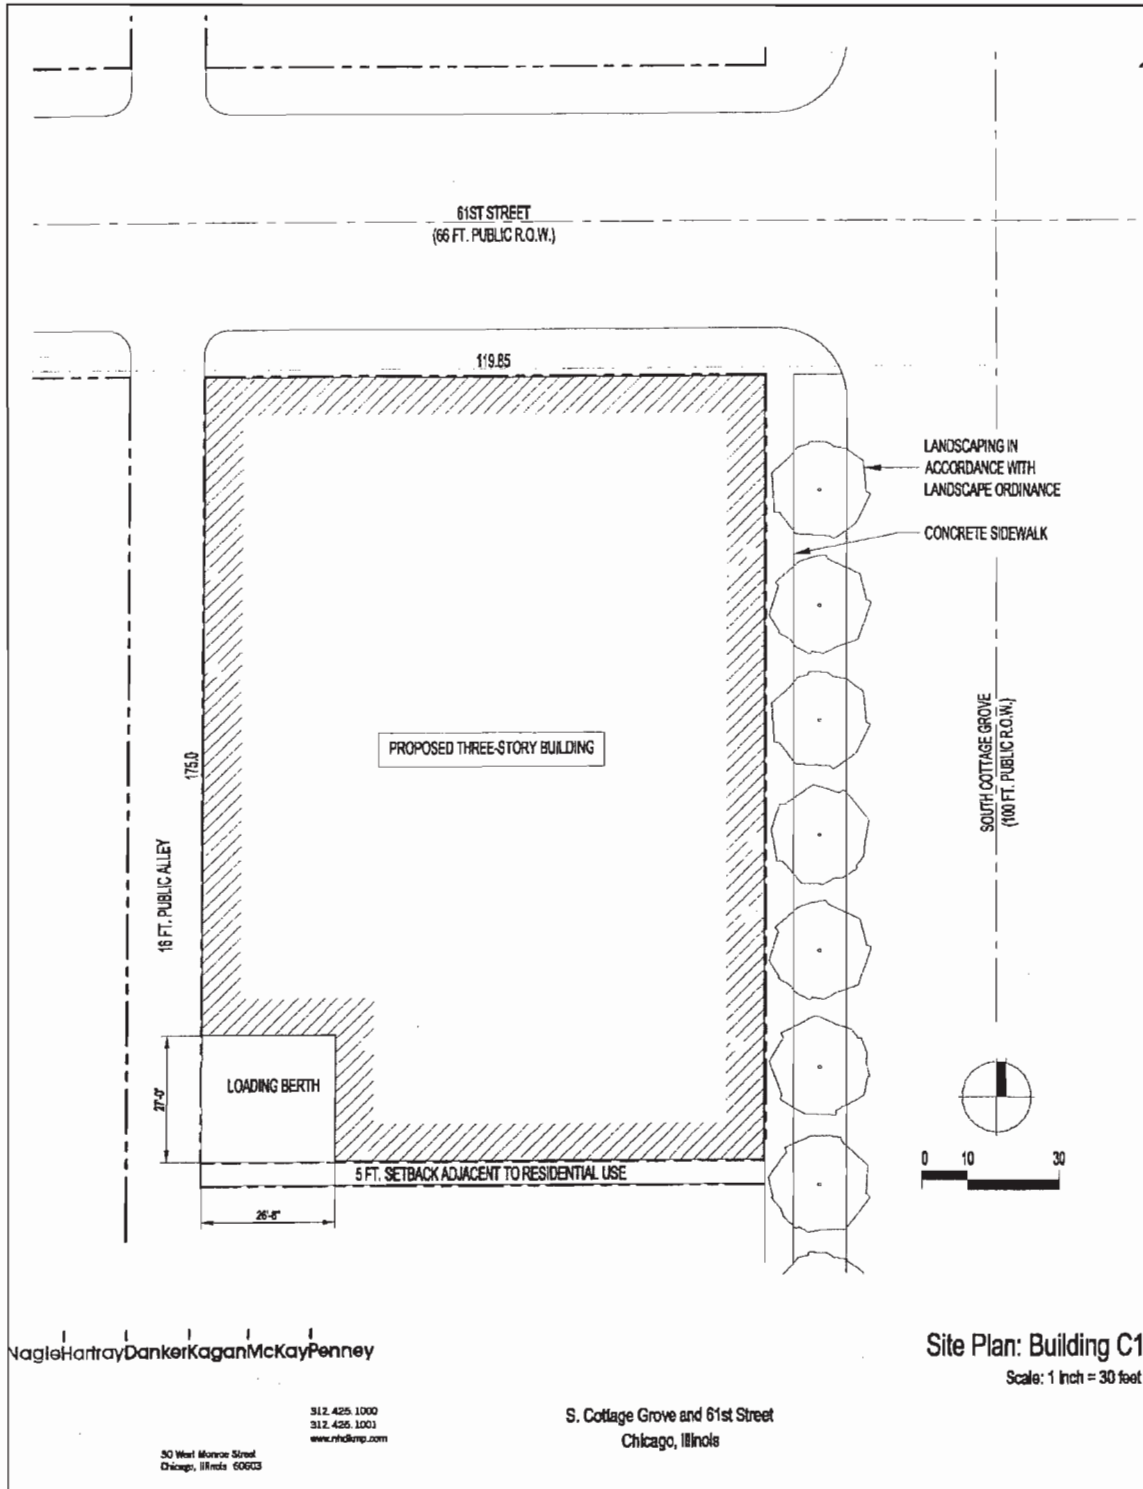 61ST STREET
(66 FT. PUBLIC R.O.W.)
119.85
LANDSCAPING IN
ACCORDANCE WITH
LANDSCAPE ORDINANCE
CONCRETE SIDEWALK
PROPOSED THREE-STORY BUILDING
175.0
SOUTH COTTAGE GROVE
(100 FT. PUBLIC R.O.W.)
16 FT. PUBLIC ALLEY
LOADING BERTH
27'-0"
5 FT. SETBACK ADJACENT TO RESIDENTIAL USE
26'-8"
0 10 30
NagleHartrayDankerKaganMcKayPenney
Site Plan: Building C1
Scale: 1 inch = 30 feet
312.425.1000
312.425.1001
S. Cottage Grove and 61st Street
Chicago, Illinois
30 West Monroe Street
Chicago, Illinois 60603